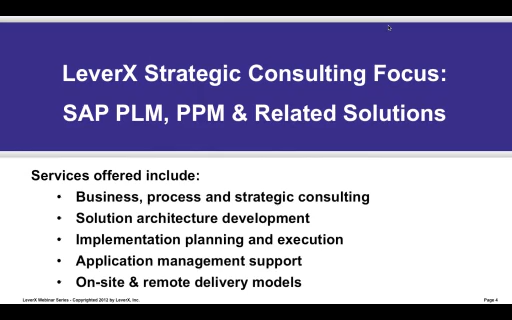 LeverX Strategic Consulting Focus:
SAP PLM, PPM & Related Solutions
Services offered include:
• Business, process and strategic consulting
• Solution architecture development
• Implementation planning and execution
• Application management support
• On-site & remote delivery models
LeverX Webinar Series - Copyrighted 2012 by LeverX, Inc. Page 4